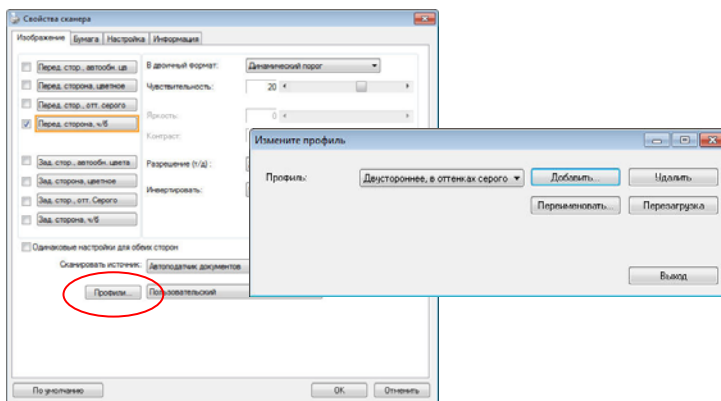 Свойства сканера
Изображение Бумага Настройка Информация
Перед. стор., автообн. цв
В двоичный формат: Динамический порог
Перед. сторона, цветное
Чувствительность: 20
Перед. стор., отт. серого
Яркость: 0
Перед. сторона, ч/б
Контраст:
Зад. стор., автообн. цвета
Разрешение (т/д) :
Зад. сторона, цветное
Инвертировать:
Зад. стор., отт. Серого
Зад. сторона, ч/б
Одинаковые настройки для обеих сторон
Сканировать источник: Автоподатчик документов
Профили... Пользовательский
По умолчанию OK Отменить
Измените профиль
Профиль: Двустороннее, в оттенках серого Добавить... Удалить
Переименовать... Перезагрузка
Выход